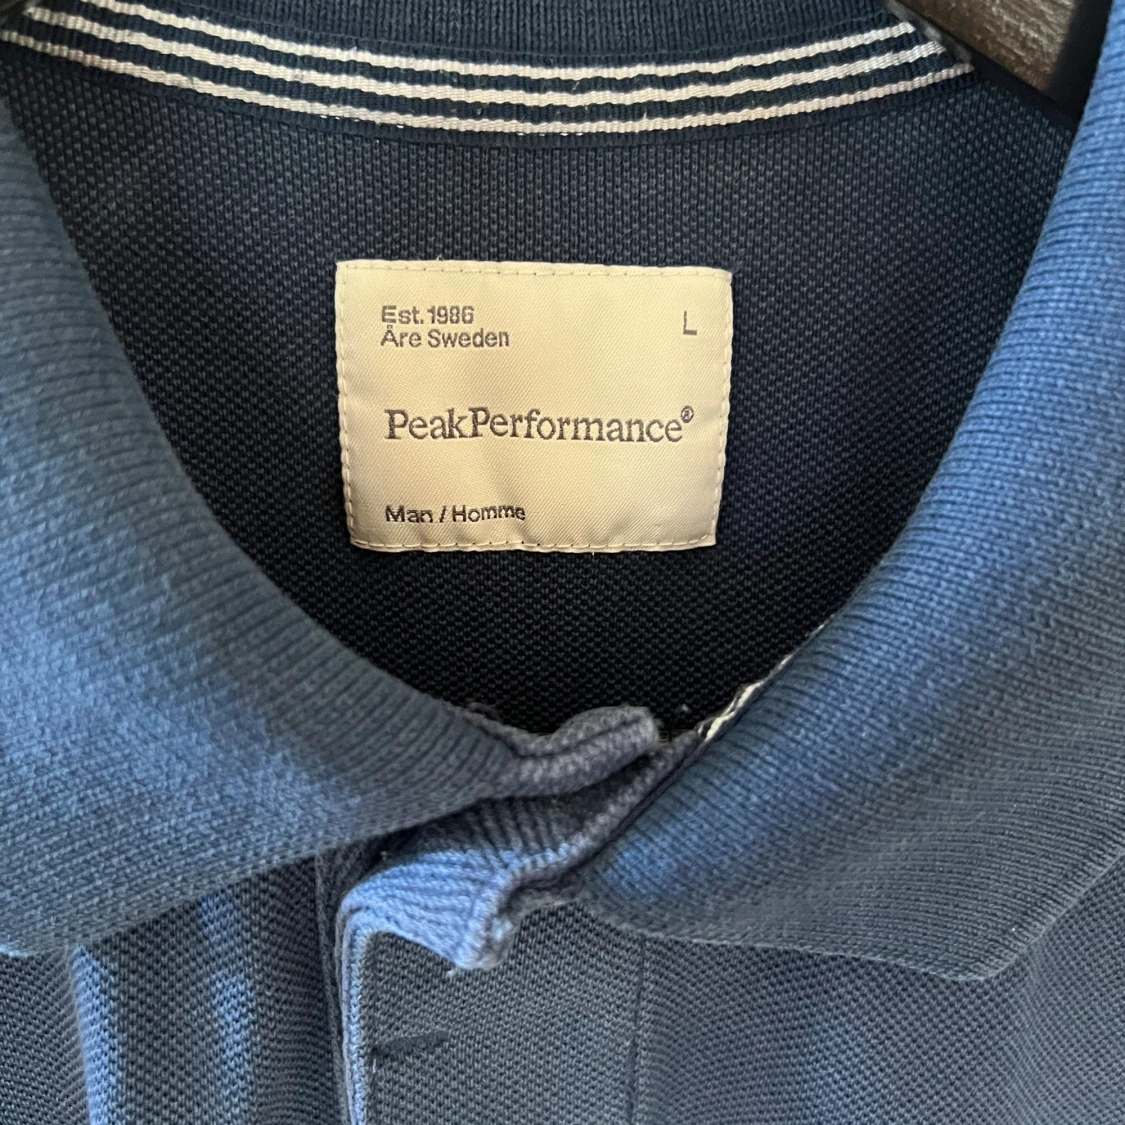 Est. 1986
L
Åre Sweden
PeakPerformance®
Man / Homme